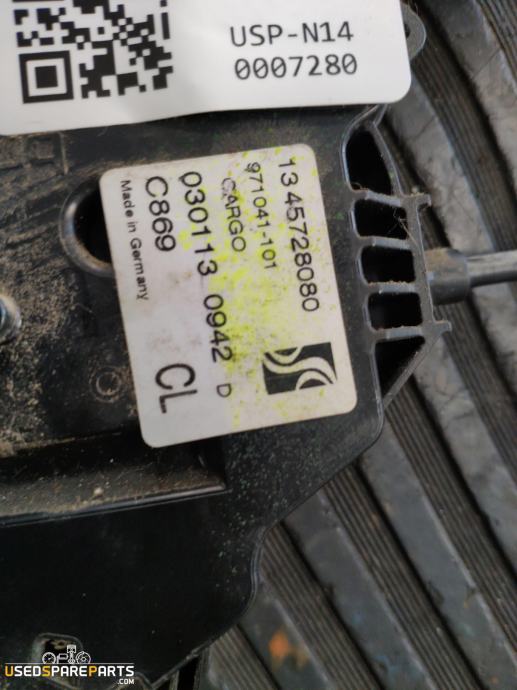 USP-N14
0007280
1345728080
971041-101
CARGO
030113 0942 D
C869 CL
Made in Germany
USEDSPAREPARTS
.COM